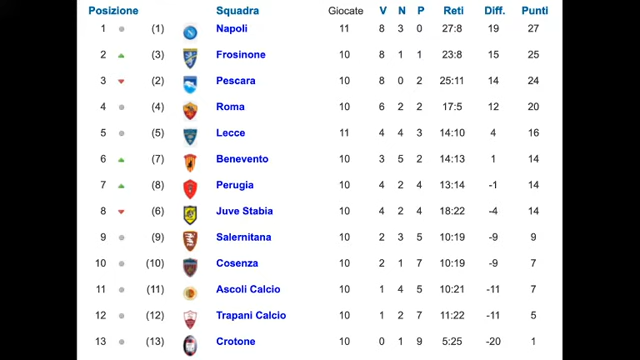 Posizione Squadra Giocate V N P Reti Diff. Punti
1 (1) Napoli 11 8 3 0 27:8 19 27
2 (3) Frosinone 10 8 1 1 23:8 15 25
3 (2) Pescara 10 8 0 2 25:11 14 24
4 (4) Roma 10 6 2 2 17:5 12 20
5 (5) Lecce 11 4 4 3 14:10 4 16
6 (7) Benevento 10 3 5 2 14:13 1 14
7 (8) Perugia 10 4 2 4 13:14 -1 14
8 (6) Juve Stabia 10 4 2 4 18:22 -4 14
9 (9) Salernitana 10 2 3 5 10:19 -9 9
10 (10) Cosenza 10 2 1 7 10:19 -9 7
11 (11) Ascoli Calcio 10 1 4 5 10:21 -11 7
12 (12) Trapani Calcio 10 1 2 7 11:22 -11 5
13 (13) Crotone 10 0 1 9 5:25 -20 1